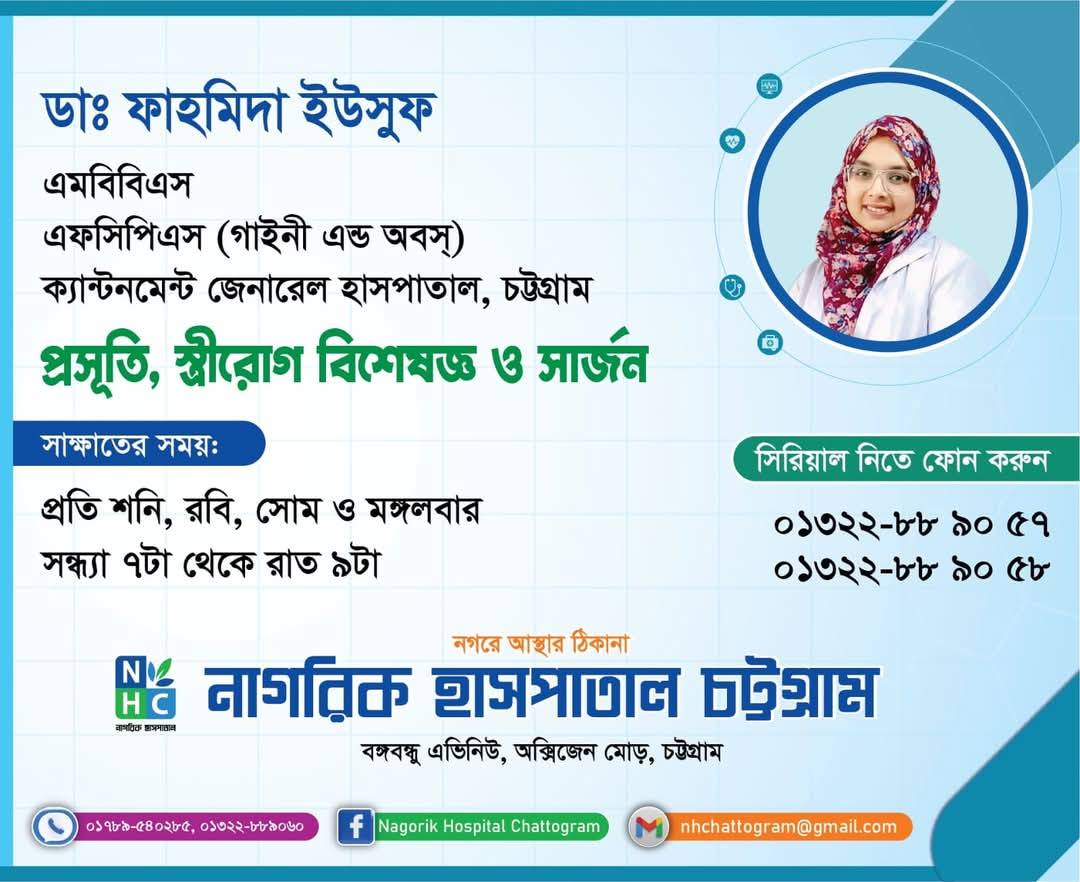 ডাঃ ফাহমিদা ইউসুফ
এমবিবিএস
এফসিপিএস (গাইনী এন্ড অবস্)
ক্যান্টনমেন্ট জেনারেল হাসপাতাল, চট্টগ্রাম
প্রসূতি, স্ত্রীরোগ বিশেষজ্ঞ ও সার্জন
সাক্ষাতের সময়:
প্রতি শনি, রবি, সোম ও মঙ্গলবার
সন্ধ্যা ৭টা থেকে রাত ৯টা
সিরিয়াল নিতে ফোন করুন
০১৩২২-৮৮ ৯০ ৫৭
০১৩২২-৮৮ ৯০ ৫৮
নগরে আস্থার ঠিকানা
NHC
নাগরিক হাসপাতাল
নাগরিক হাসপাতাল চট্টগ্রাম
বঙ্গবন্ধু এভিনিউ, অক্সিজেন মোড়, চট্টগ্রাম
০১৭৮৯-৫৪০২৮৫, ০১৩২২-৮৮৯০৬০
Nagorik Hospital Chattogram
nhchattogram@gmail.com